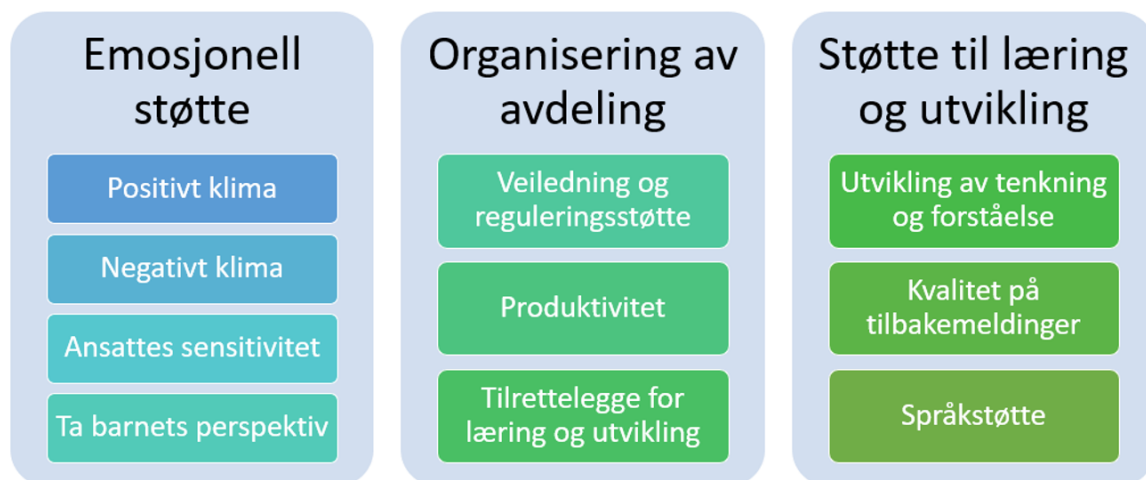 Emosjonell
støtte
Positivt klima
Negativt klima
Ansattes sensitivitet
Ta barnets perspektiv
Organisering av
avdeling
Veiledning og
reguleringsstøtte
Produktivitet
Tilrettelegge for
læring og utvikling
Støtte til læring
og utvikling
Utvikling av tenkning
og forståelse
Kvalitet på
tilbakemeldinger
Språkstøtte